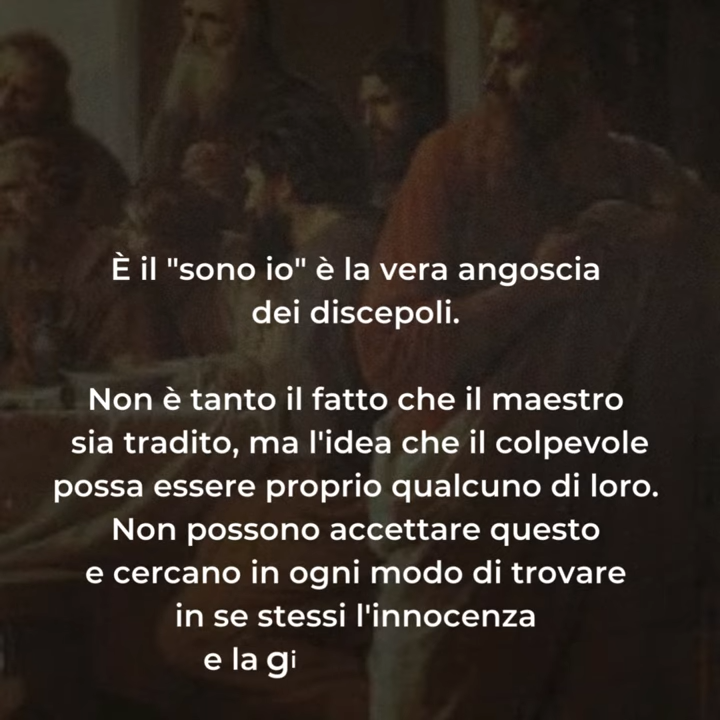 È il "sono io" è la vera angoscia
dei discepoli.
Non è tanto il fatto che il maestro
sia tradito, ma l'idea che il colpevole
possa essere proprio qualcuno di loro.
Non possono accettare questo
e cercano in ogni modo di trovare
in se stessi l'innocenza
e la gi